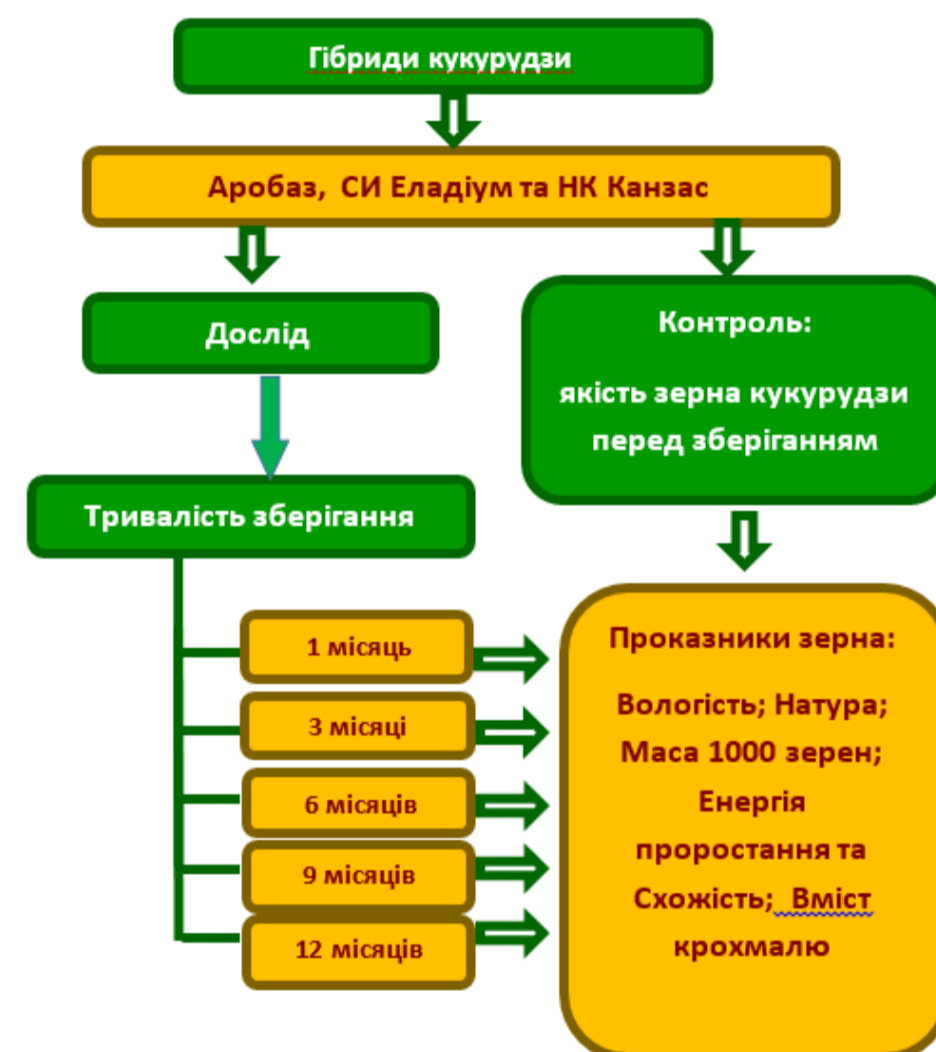 Гібриди кукурудзи
Аробаз, СИ Еладіум та НК Канзас
Дослід
Контроль:
якість зерна кукурудзи
перед зберіганням
Тривалість зберігання
1 місяць
3 місяці
6 місяців
9 місяців
12 місяців
Проказники зерна:
Вологість; Натура;
Маса 1000 зерен;
Енергія
проростання та
Схожість; Вміст
крохмалю